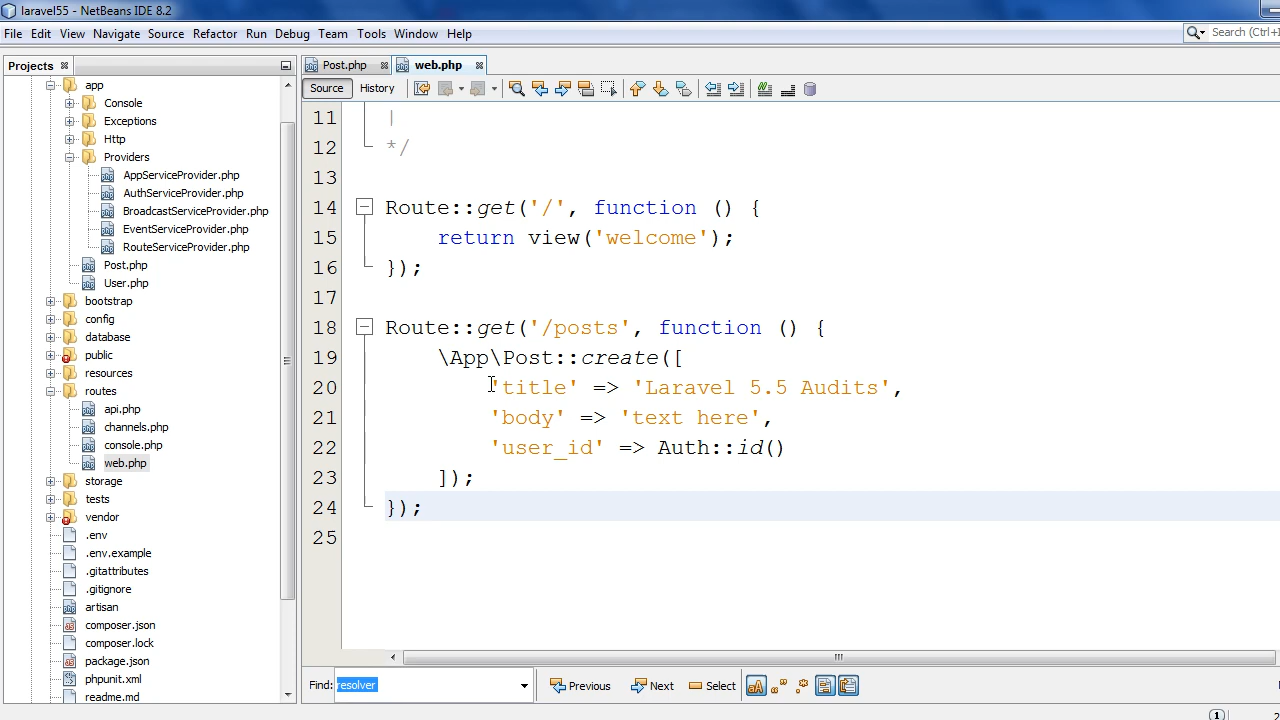 laravel55 - NetBeans IDE 8.2
File Edit View Navigate Source Refactor Run Debug Team Tools Window Help
Search (Ctrl+I
Projects
Post.php
web.php
Source
History
app
Console
Exceptions
Http
Providers
AppServiceProvider.php
AuthServiceProvider.php
BroadcastServiceProvider.php
EventServiceProvider.php
RouteServiceProvider.php
Post.php
User.php
bootstrap
config
database
public
resources
routes
api.php
channels.php
console.php
web.php
storage
tests
vendor
.env
.env.example
.gitattributes
.gitignore
artisan
composer.json
composer.lock
package.json
phpunit.xml
readme.md
11 |
12 */
13
14 Route::get('/', function () {
15 return view('welcome');
16 });
17
18 Route::get('/posts', function () {
19 \App\Post::create([
20 'title' => 'Laravel 5.5 Audits',
21 'body' => 'text here',
22 'user_id' => Auth::id()
23 ]);
24 });
25
Find: resolver
Previous
Next
Select
1